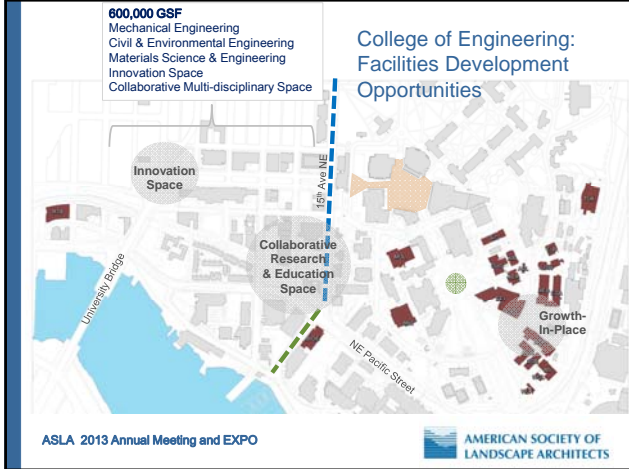 600,000 GSF
Mechanical Engineering
Civil & Environmental Engineering
Materials Science & Engineering
Innovation Space
Collaborative Multi-disciplinary Space
College of Engineering:
Facilities Development
Opportunities
Innovation
Space
15th Ave NE
Collaborative
Research
& Education
Space
University Bridge
Growth-
In-Place
NE Pacific Street
ASLA 2013 Annual Meeting and EXPO
AMERICAN SOCIETY OF
LANDSCAPE ARCHITECTS